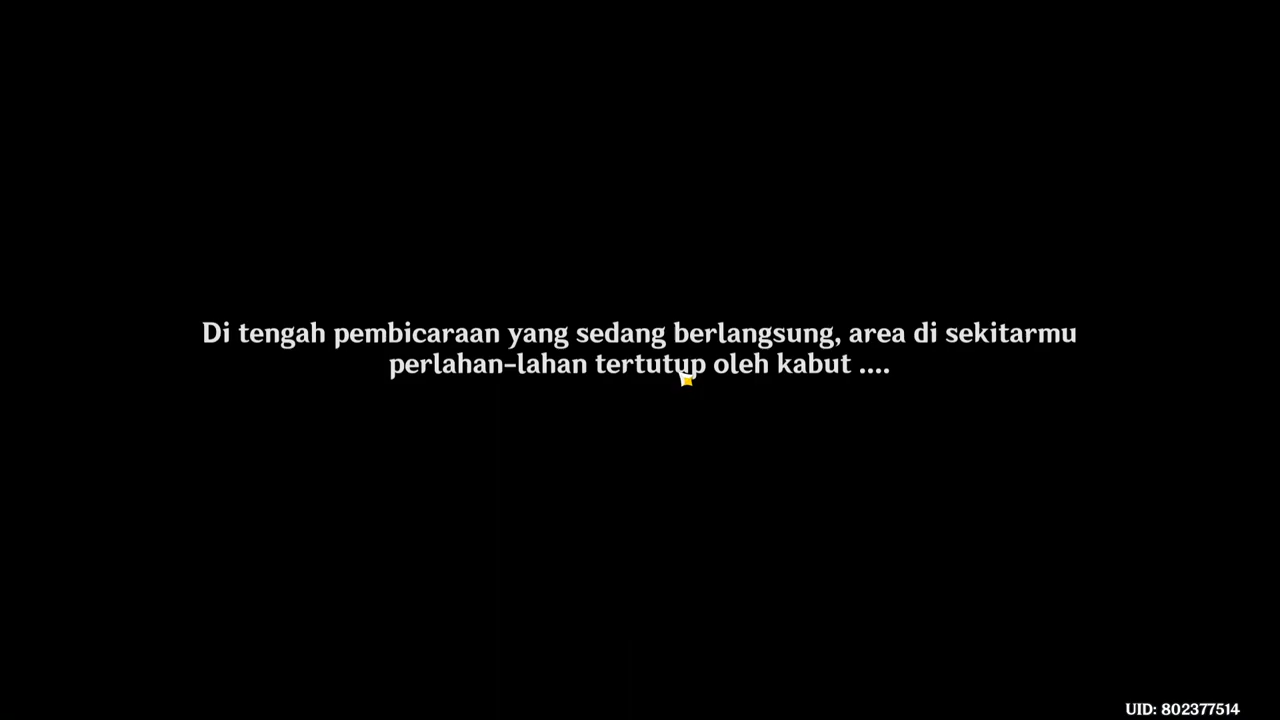 Di tengah pembicaraan yang sedang berlangsung, area di sekitarmu
perlahan-lahan tertutup oleh kabut ....
UID: 802377514